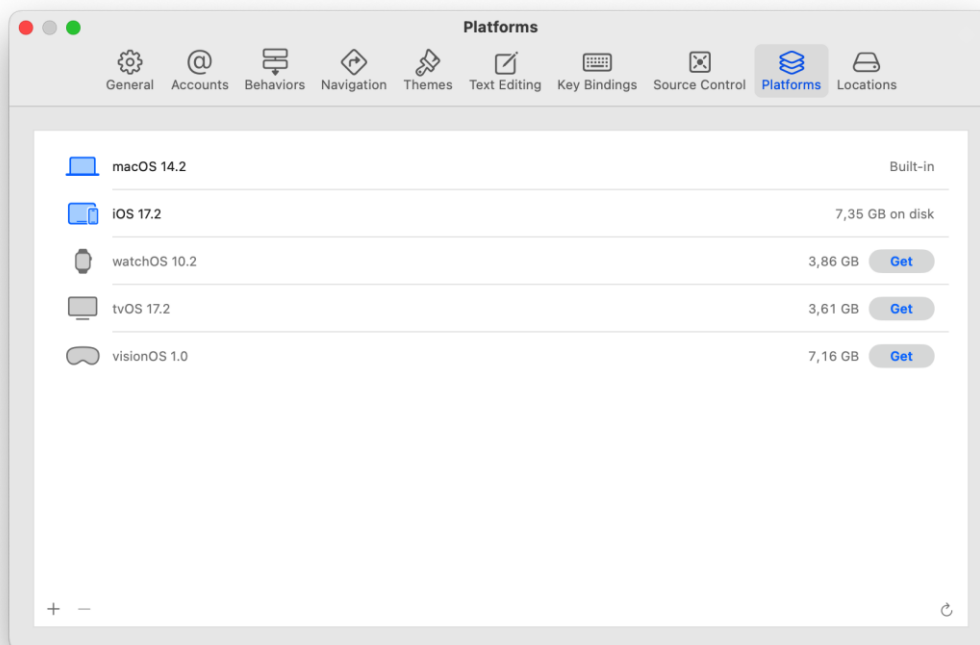 Platforms
General Accounts Behaviors Navigation Themes Text Editing Key Bindings Source Control Platforms Locations
macOS 14.2 Built-in
iOS 17.2 7,35 GB on disk
watchOS 10.2 3,86 GB Get
tvOS 17.2 3,61 GB Get
visionOS 1.0 7,16 GB Get